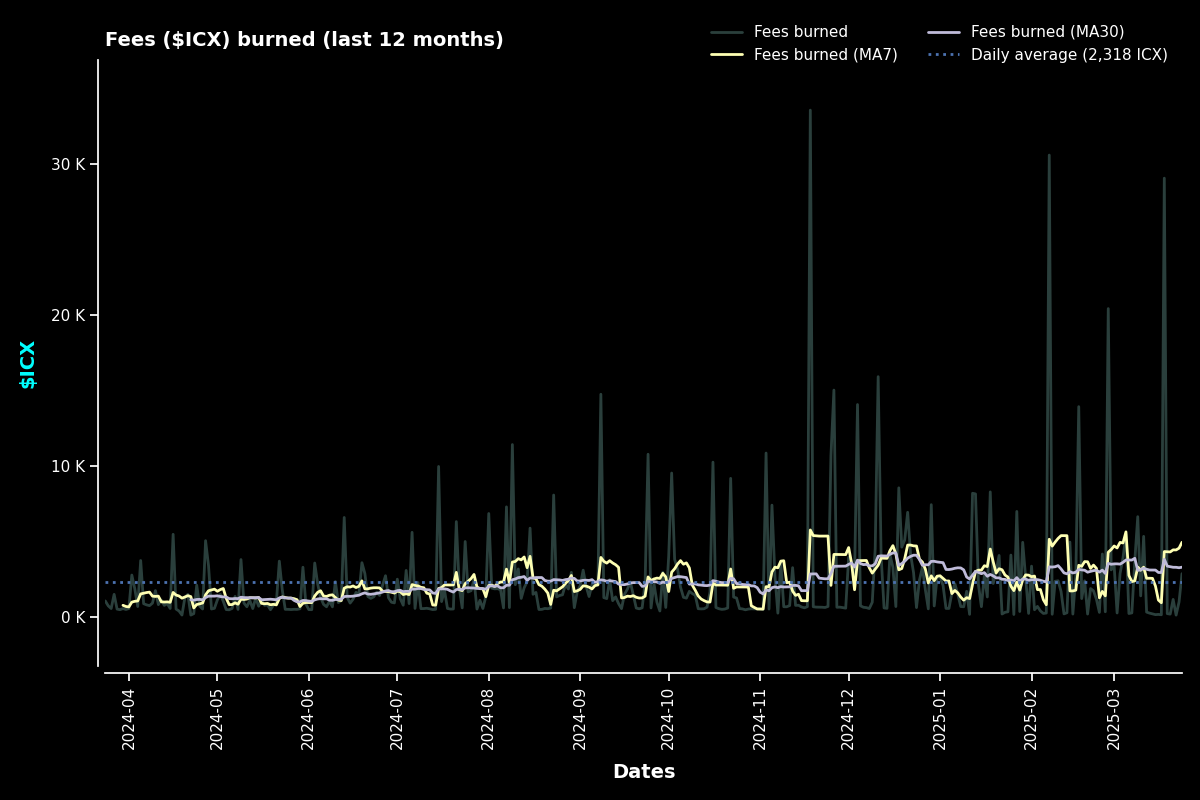 Fees ($ICX) burned (last 12 months)
Fees burned
Fees burned (MA7)
Fees burned (MA30)
Daily average (2,318 ICX)
$ICX
30 K
20 K
10 K
0 K
2024-04
2024-05
2024-06
2024-07
2024-08
2024-09
2024-10
2024-11
2024-12
2025-01
2025-02
2025-03
Dates